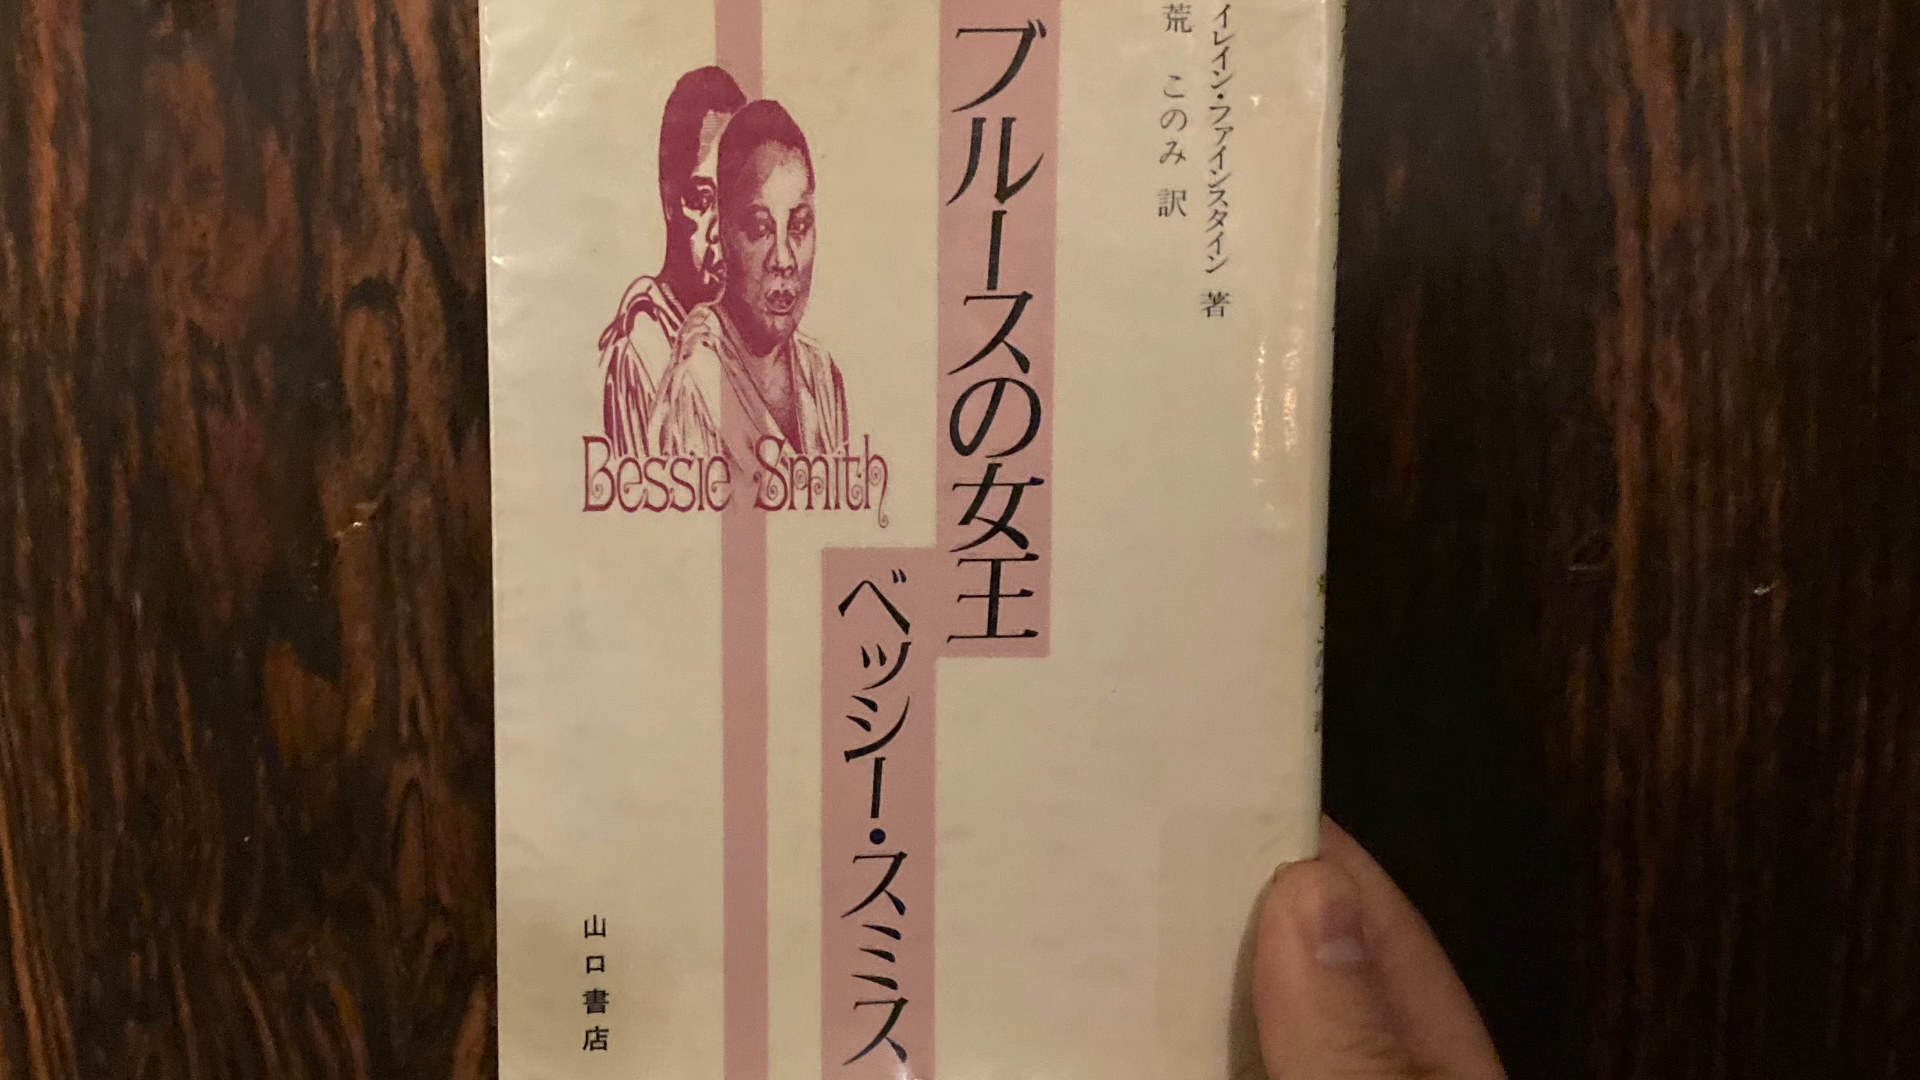 イレイン・ファインスタイン 著
荒 このみ 訳
ブルースの女王
ベッシー・スミス
Bessie Smith
山口書店